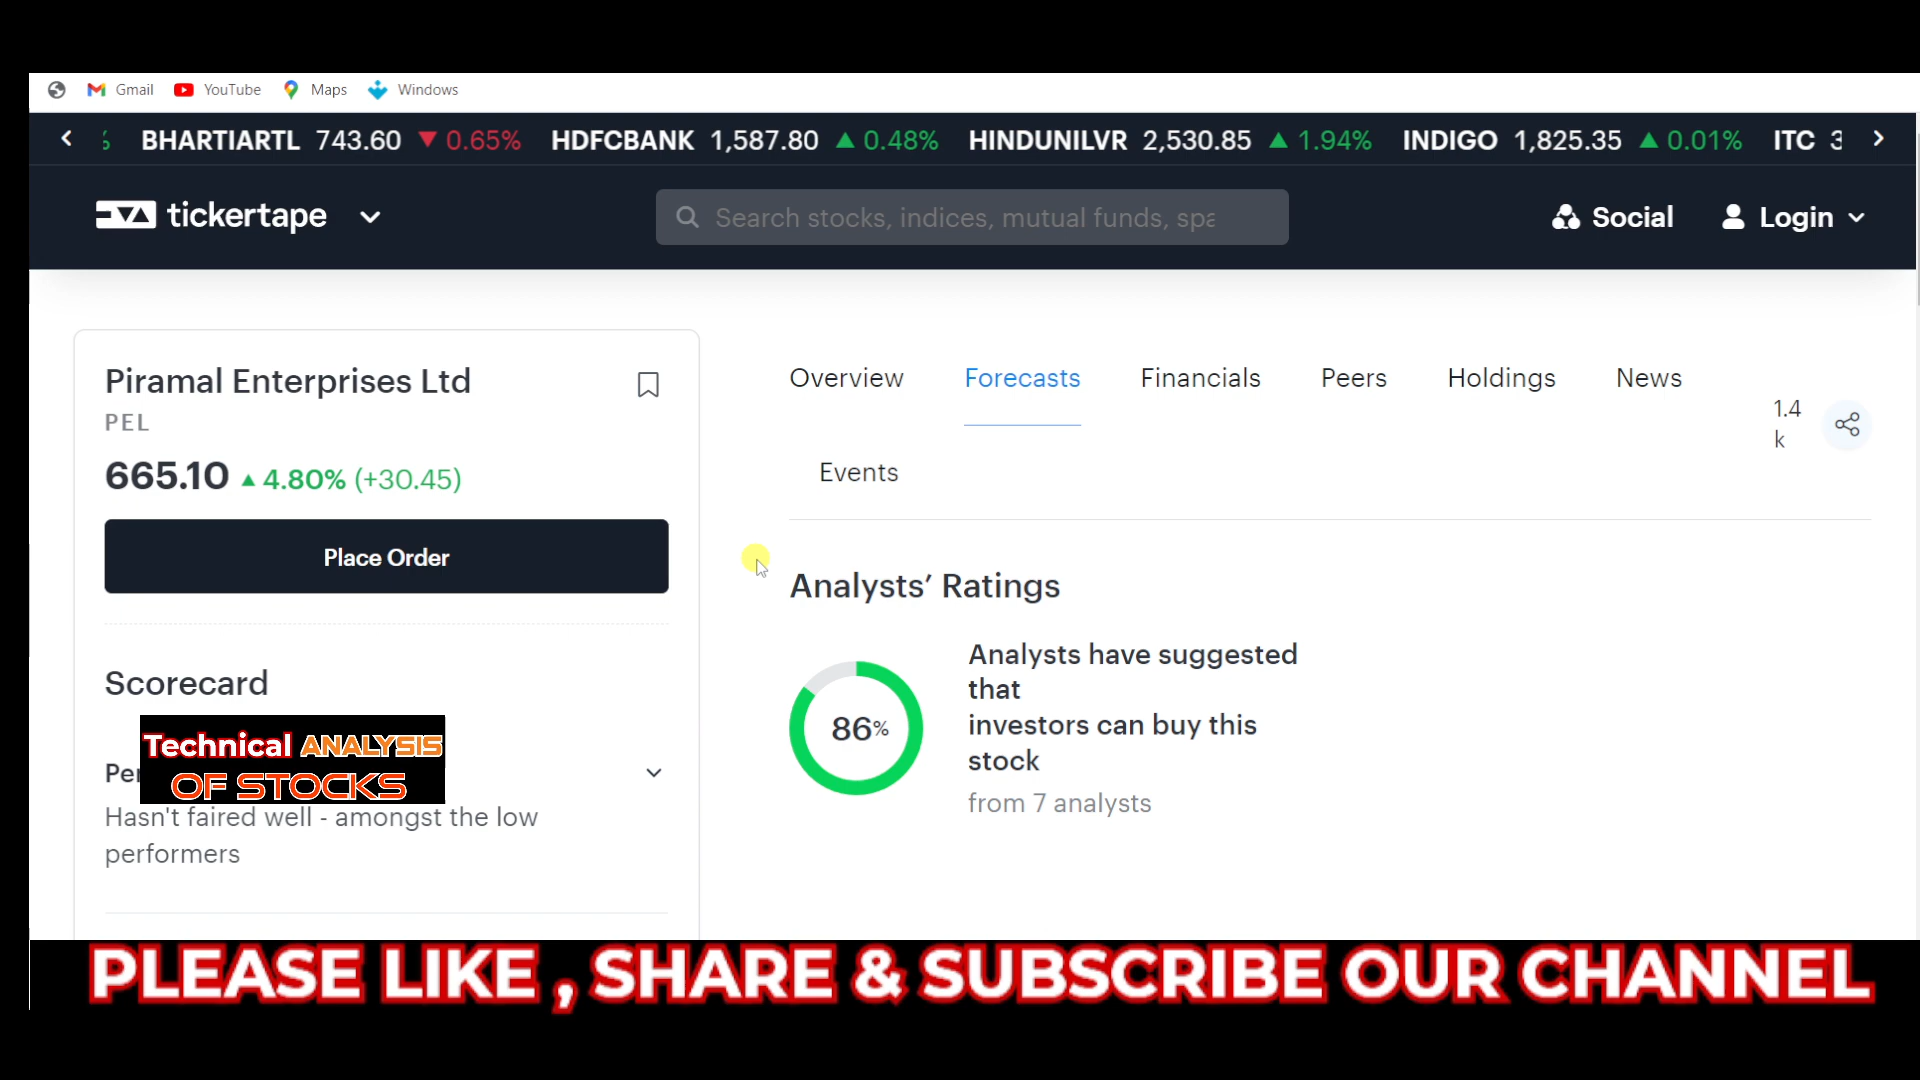 Gmail YouTube Maps Windows
% BHARTIARTL 743.60 ▼ 0.65% HDFCBANK 1,587.80 ▲ 0.48% HINDUNILVR 2,530.85 ▲ 1.94% INDIGO 1,825.35 ▲ 0.01% ITC 3
tickertape
Search stocks, indices, mutual funds, spa
Social Login
Piramal Enterprises Ltd
PEL
665.10 ▲ 4.80% (+30.45)
Place Order
Scorecard
Technical ANALYSIS
OF STOCKS
Hasn't faired well - amongst the low
performers
Overview Forecasts Financials Peers Holdings News
1.4
k
Events
Analysts' Ratings
86%
Analysts have suggested
that
investors can buy this
stock
from 7 analysts
PLEASE LIKE , SHARE & SUBSCRIBE OUR CHANNEL